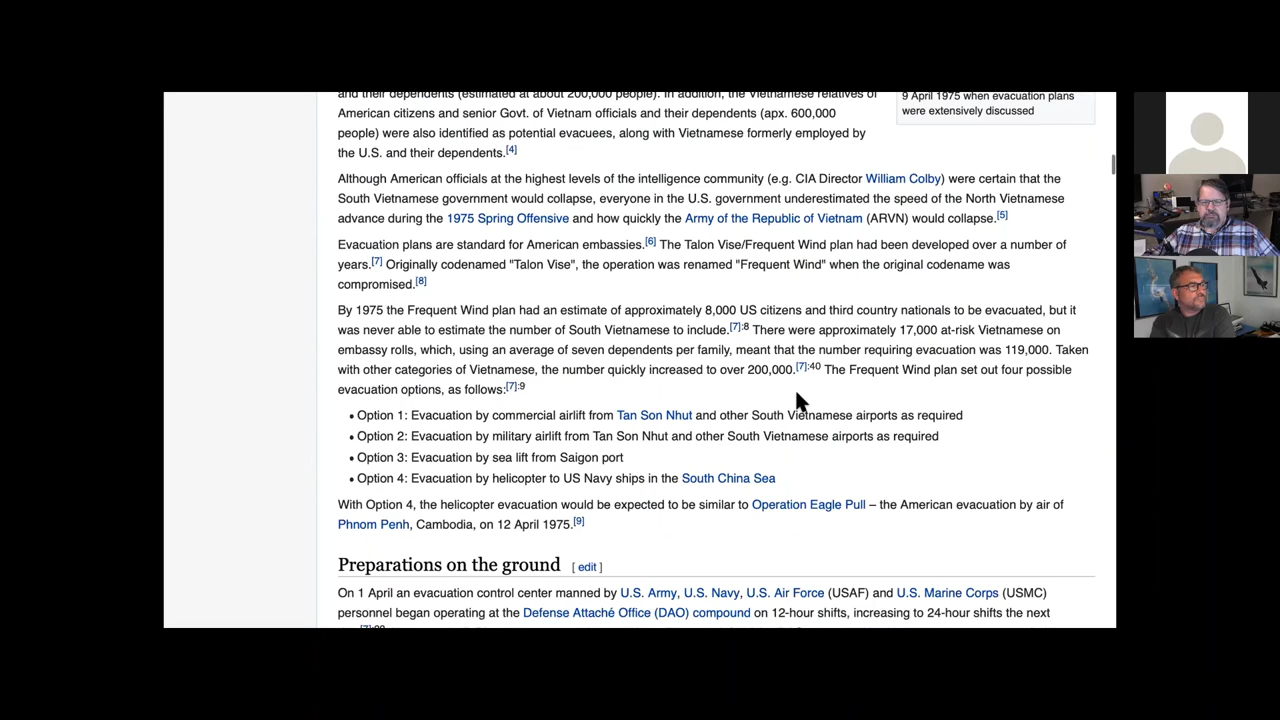 and their dependents (estimated at about 200,000 people). In addition, the Vietnamese relatives of
American citizens and senior Govt. of Vietnam officials and their dependents (apx. 600,000
people) were also identified as potential evacuees, along with Vietnamese formerly employed by
the U.S. and their dependents.[4]
9 April 1975 when evacuation plans
were extensively discussed
Although American officials at the highest levels of the intelligence community (e.g. CIA Director William Colby) were certain that the
South Vietnamese government would collapse, everyone in the U.S. government underestimated the speed of the North Vietnamese
advance during the 1975 Spring Offensive and how quickly the Army of the Republic of Vietnam (ARVN) would collapse.[5]
Evacuation plans are standard for American embassies.[6] The Talon Vise/Frequent Wind plan had been developed over a number of
years.[7] Originally codenamed "Talon Vise", the operation was renamed "Frequent Wind" when the original codename was
compromised.[8]
By 1975 the Frequent Wind plan had an estimate of approximately 8,000 US citizens and third country nationals to be evacuated, but it
was never able to estimate the number of South Vietnamese to include.[7]:8 There were approximately 17,000 at-risk Vietnamese on
embassy rolls, which, using an average of seven dependents per family, meant that the number requiring evacuation was 119,000. Taken
with other categories of Vietnamese, the number quickly increased to over 200,000.[7]:40 The Frequent Wind plan set out four possible
evacuation options, as follows:[7]:9
• Option 1: Evacuation by commercial airlift from Tan Son Nhut and other South Vietnamese airports as required
• Option 2: Evacuation by military airlift from Tan Son Nhut and other South Vietnamese airports as required
• Option 3: Evacuation by sea lift from Saigon port
• Option 4: Evacuation by helicopter to US Navy ships in the South China Sea
With Option 4, the helicopter evacuation would be expected to be similar to Operation Eagle Pull – the American evacuation by air of
Phnom Penh, Cambodia, on 12 April 1975.[9]
Preparations on the ground [ edit ]
On 1 April an evacuation control center manned by U.S. Army, U.S. Navy, U.S. Air Force (USAF) and U.S. Marine Corps (USMC)
personnel began operating at the Defense Attaché Office (DAO) compound on 12-hour shifts, increasing to 24-hour shifts the next